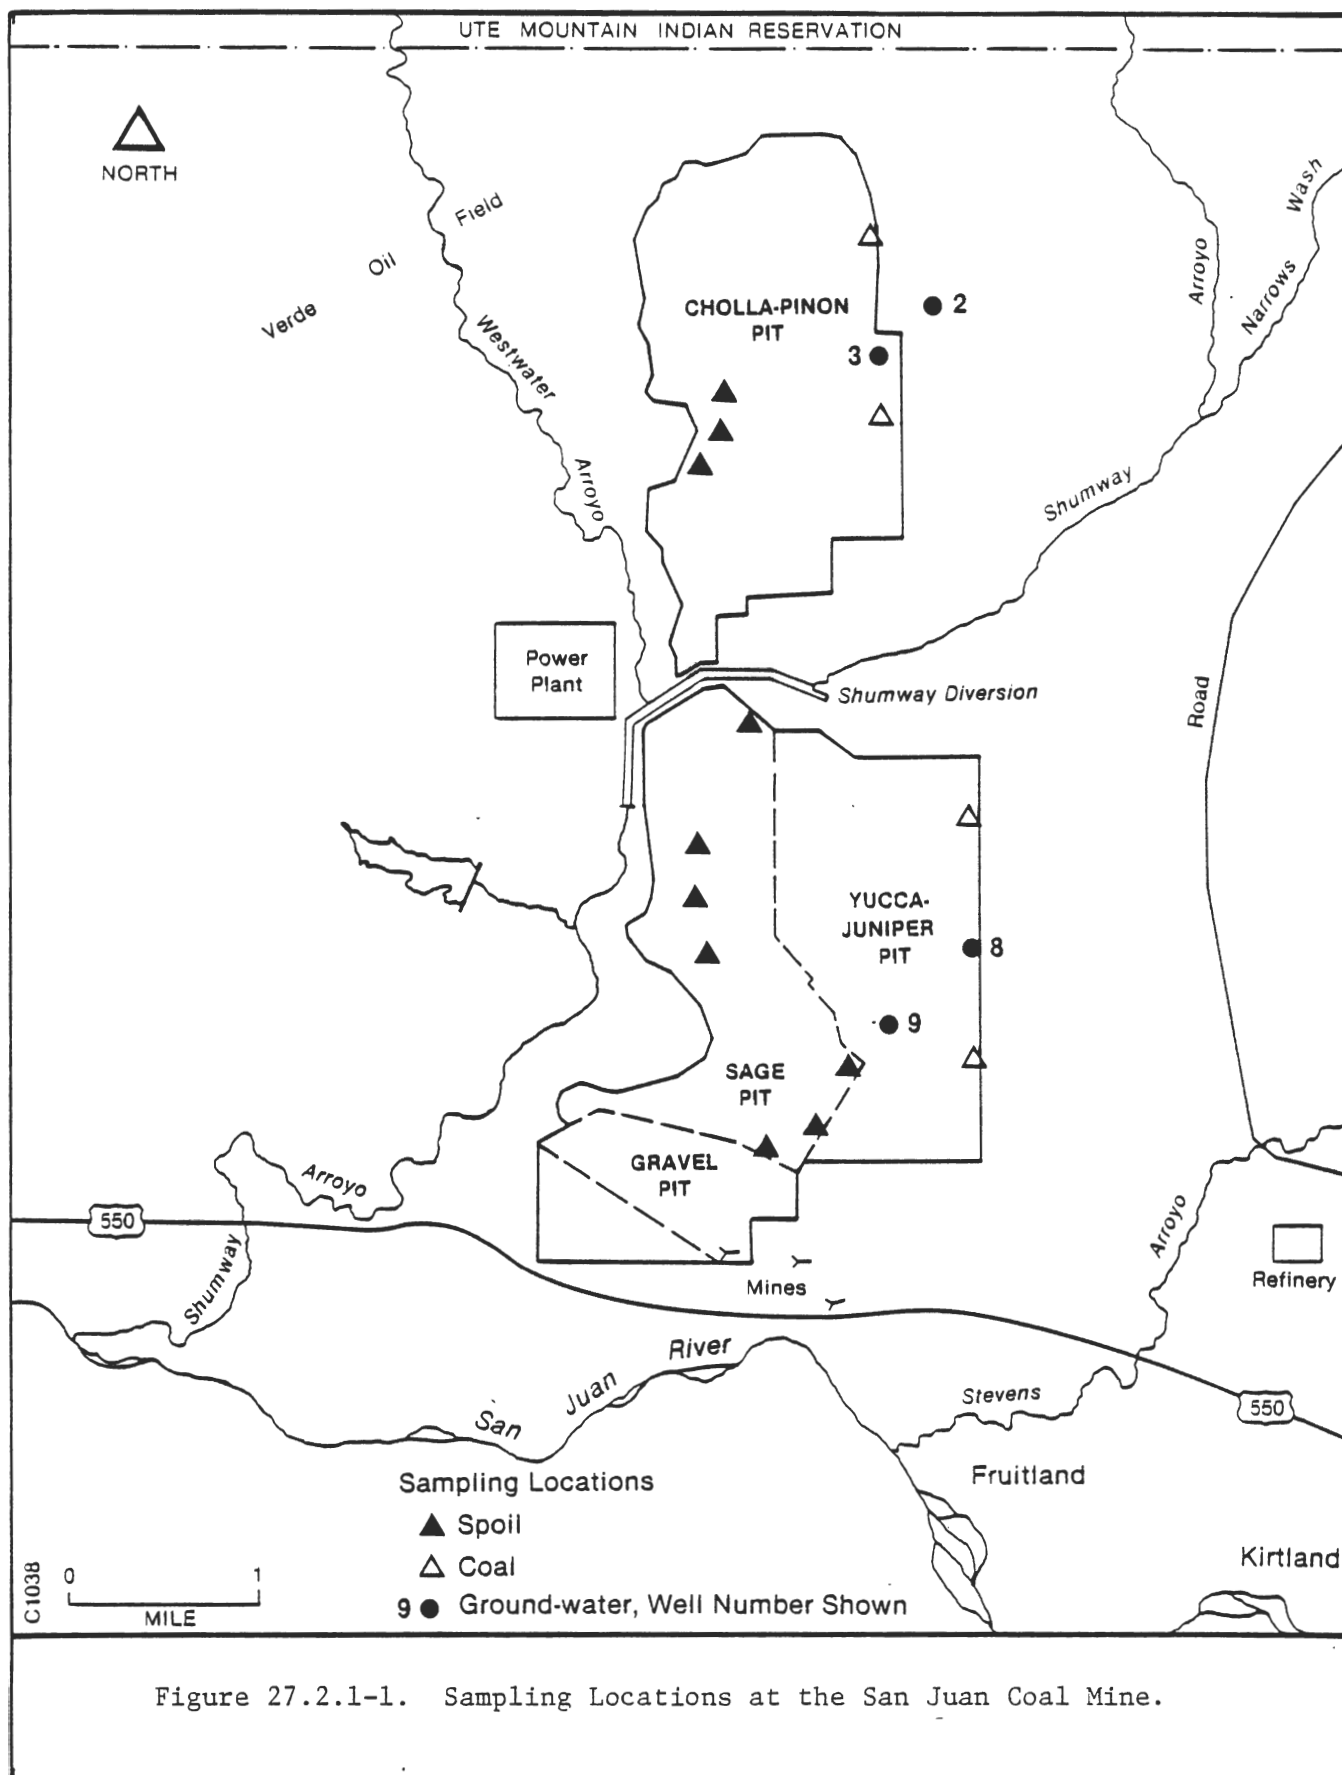 UTE MOUNTAIN INDIAN RESERVATION
NORTH
Verde Oil Field
Westwater Arroyo
Arroyo
Narrows Wash
CHOLLA-PINON
PIT
2
3
Shumway
Power
Plant
Shumway Diversion
Road
YUCCA-
JUNIPER
PIT
8
9
SAGE
PIT
GRAVEL
PIT
Arroyo
Shumway
550
Mines
Arroyo
Stevens
Refinery
550
San Juan River
Fruitland
Kirtland
Sampling Locations
Spoil
Coal
9 Ground-water, Well Number Shown
C1038
0 1
MILE
Figure 27.2.1-1. Sampling Locations at the San Juan Coal Mine.